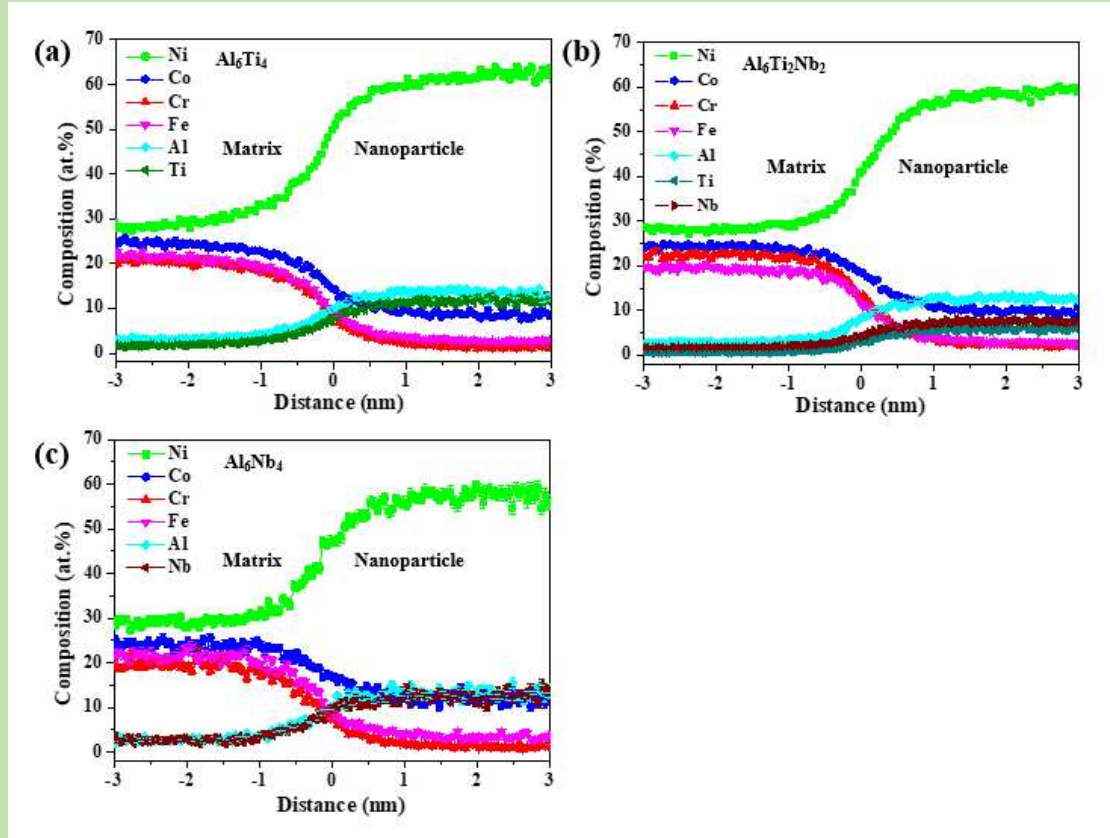 (a)
Al₆Ti₄
Ni
Co
Cr
Fe
Al
Ti
Matrix
Nanoparticle
Composition (at.%)
70
60
50
40
30
20
10
0
-3 -2 -1 0 1 2 3
Distance (nm)
(b)
Al₆Ti₂Nb₂
Ni
Co
Cr
Fe
Al
Ti
Nb
Matrix
Nanoparticle
Composition (%)
70
60
50
40
30
20
10
0
-3 -2 -1 0 1 2 3
Distance (nm)
(c)
Al₆Nb₄
Ni
Co
Cr
Fe
Al
Nb
Matrix
Nanoparticle
Composition (at.%)
70
60
50
40
30
20
10
0
-3 -2 -1 0 1 2 3
Distance (nm)